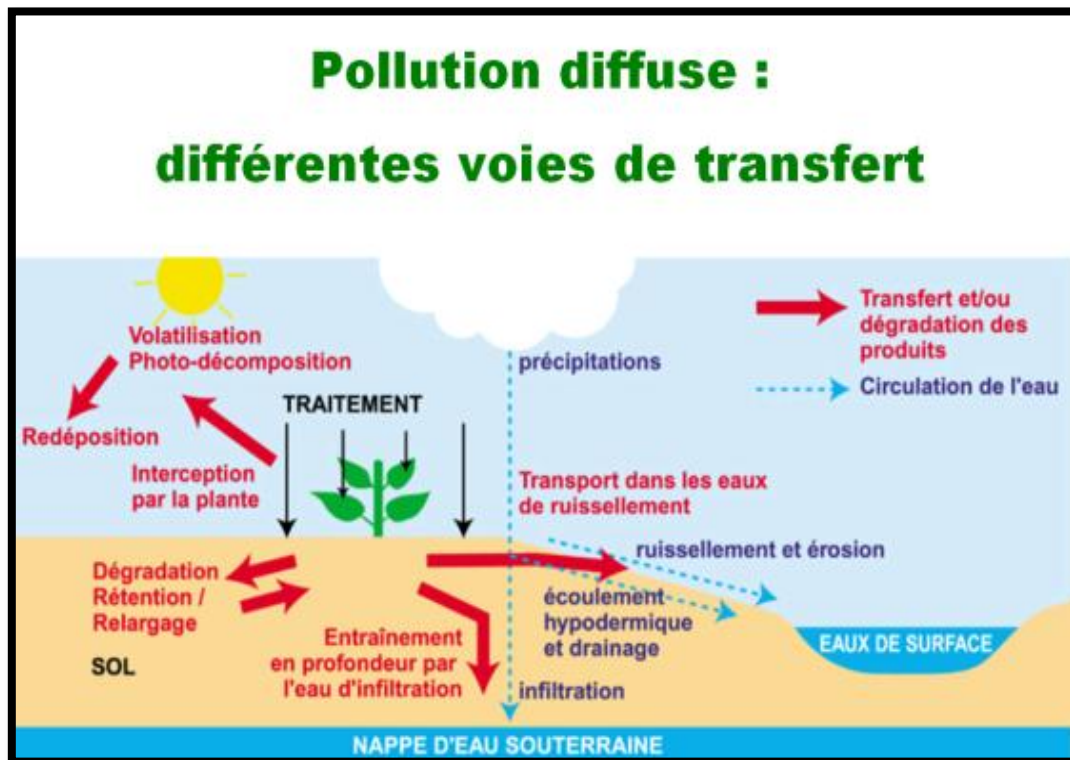 Pollution diffuse :
différentes voies de transfert
Volatilisation
Photo-décomposition
Redéposition
Interception
par la plante
TRAITEMENT
précipitations
Transfert et/ou
dégradation des
produits
Circulation de l'eau
Transport dans les eaux
de ruissellement
ruissellement et érosion
Dégradation
Rétention /
Relargage
SOL
Entraînement
en profondeur par
l'eau d'infiltration
écoulement
hypodermique
et drainage
infiltration
EAUX DE SURFACE
NAPPE D'EAU SOUTERRAINE